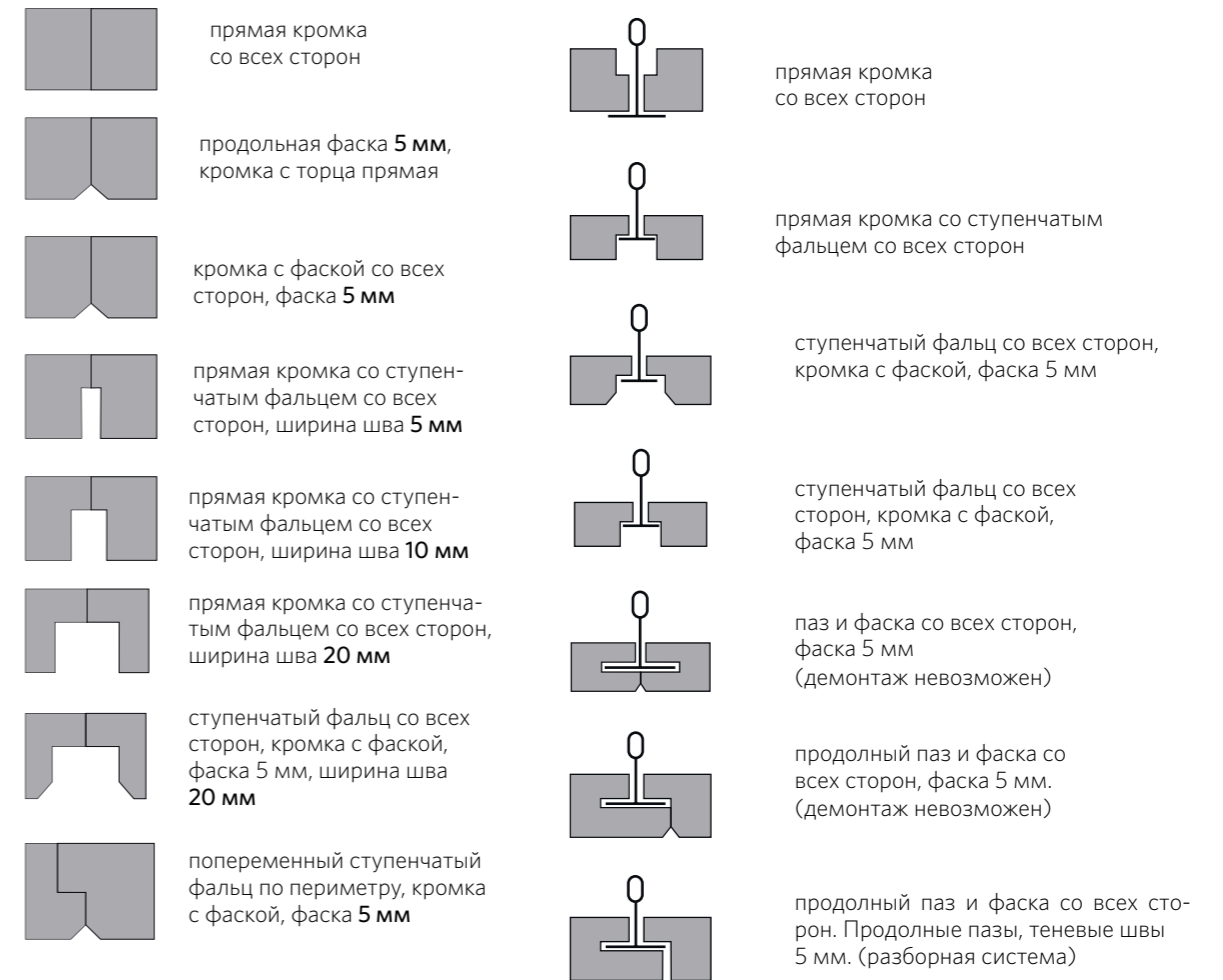 прямая кромка
со всех сторон
продольная фаска 5 мм,
кромка с торца прямая
кромка с фаской со всех
сторон, фаска 5 мм
прямая кромка со ступен-
чатым фальцем со всех
сторон, ширина шва 5 мм
прямая кромка со ступен-
чатым фальцем со всех
сторон, ширина шва 10 мм
прямая кромка со ступенча-
тым фальцем со всех сторон,
ширина шва 20 мм
ступенчатый фальц со всех
сторон, кромка с фаской,
фаска 5 мм, ширина шва
20 мм
попеременный ступенчатый
фальц по периметру, кромка
с фаской, фаска 5 мм
прямая кромка
со всех сторон
прямая кромка со ступенчатым
фальцем со всех сторон
ступенчатый фальц со всех сторон,
кромка с фаской, фаска 5 мм
ступенчатый фальц со всех
сторон, кромка с фаской,
фаска 5 мм
паз и фаска со всех сторон,
фаска 5 мм
(демонтаж невозможен)
продолный паз и фаска со
всех сторон, фаска 5 мм.
(демонтаж невозможен)
продолный паз и фаска со всех сто-
рон. Продолные пазы, теневые швы
5 мм. (разборная система)